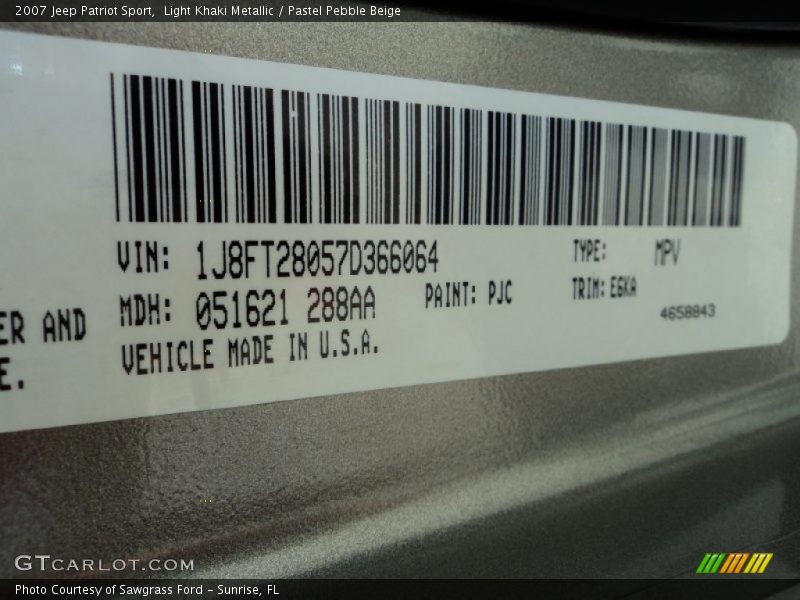 2007 Jeep Patriot Sport,  Light Khaki Metallic / Pastel Pebble Beige
VIN: 1J8FT28057D366064 TYPE: MPV
MDH: 051621 288AA PAINT: PJC TRIM: E6KA
ER AND 4658843
VEHICLE MADE IN U.S.A.
E.
GTCARLOT.COM
Photo Courtesy of Sawgrass Ford - Sunrise, FL